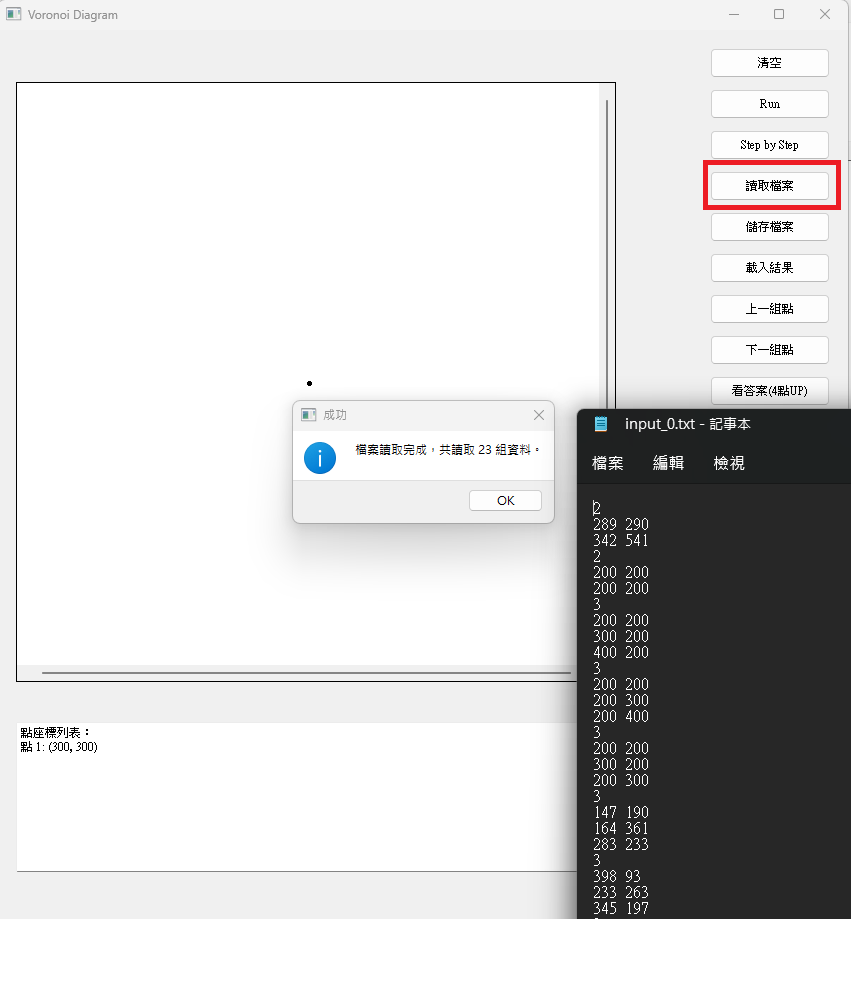 Voronoi Diagram
清空
Run
Step by Step
讀取檔案
儲存檔案
載入結果
上一組點
下一組點
看答案(4點UP)
成功
檔案讀取完成，共讀取 23 組資料。
OK
input_0.txt - 記事本
檔案 編輯 檢視
2
289 290
342 541
2
200 200
200 200
3
200 200
300 200
400 200
3
200 200
200 300
200 400
3
200 200
300 200
200 300
3
147 190
164 361
283 233
3
398 93
233 263
345 197
點座標列表：
點 1: (300, 300)